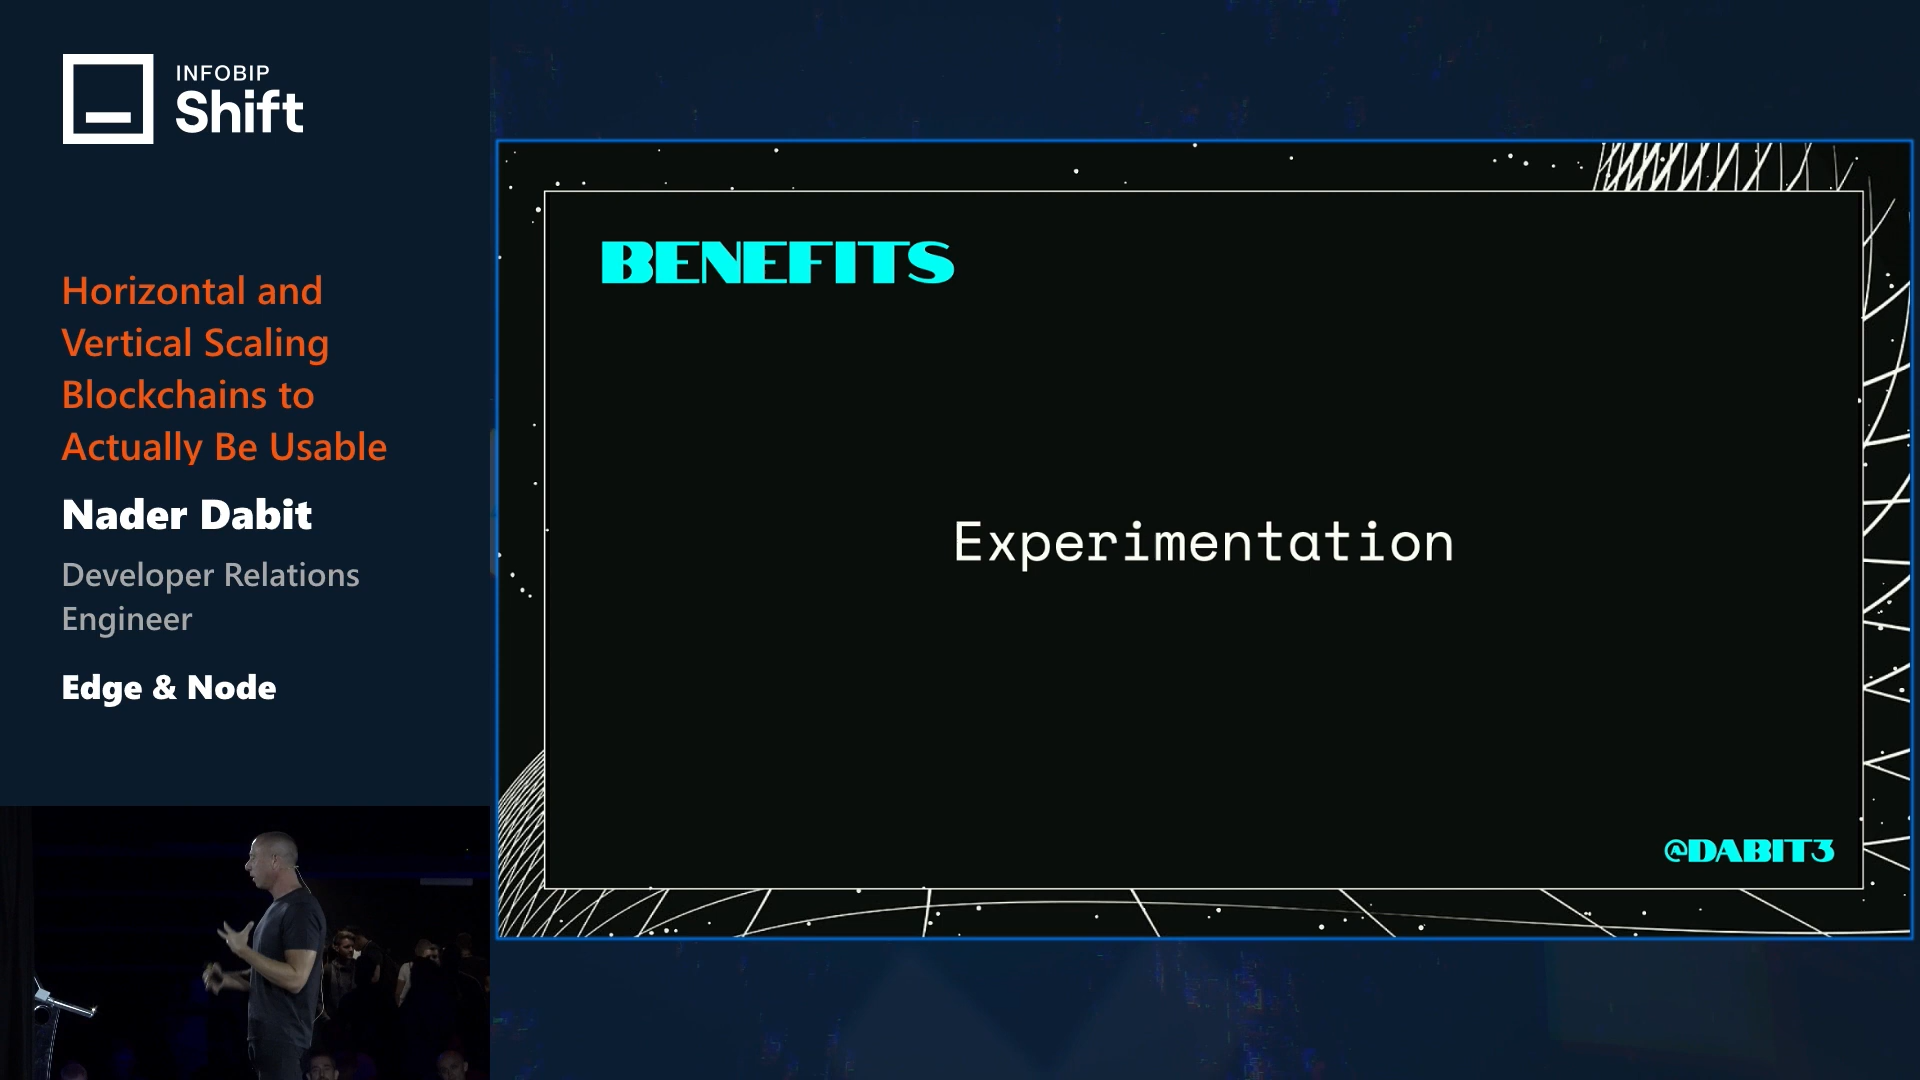 INFOBIP
Shift
Horizontal and
Vertical Scaling
Blockchains to
Actually Be Usable
Nader Dabit
Developer Relations
Engineer
Edge & Node
BENEFITS
Experimentation
@DABIT3